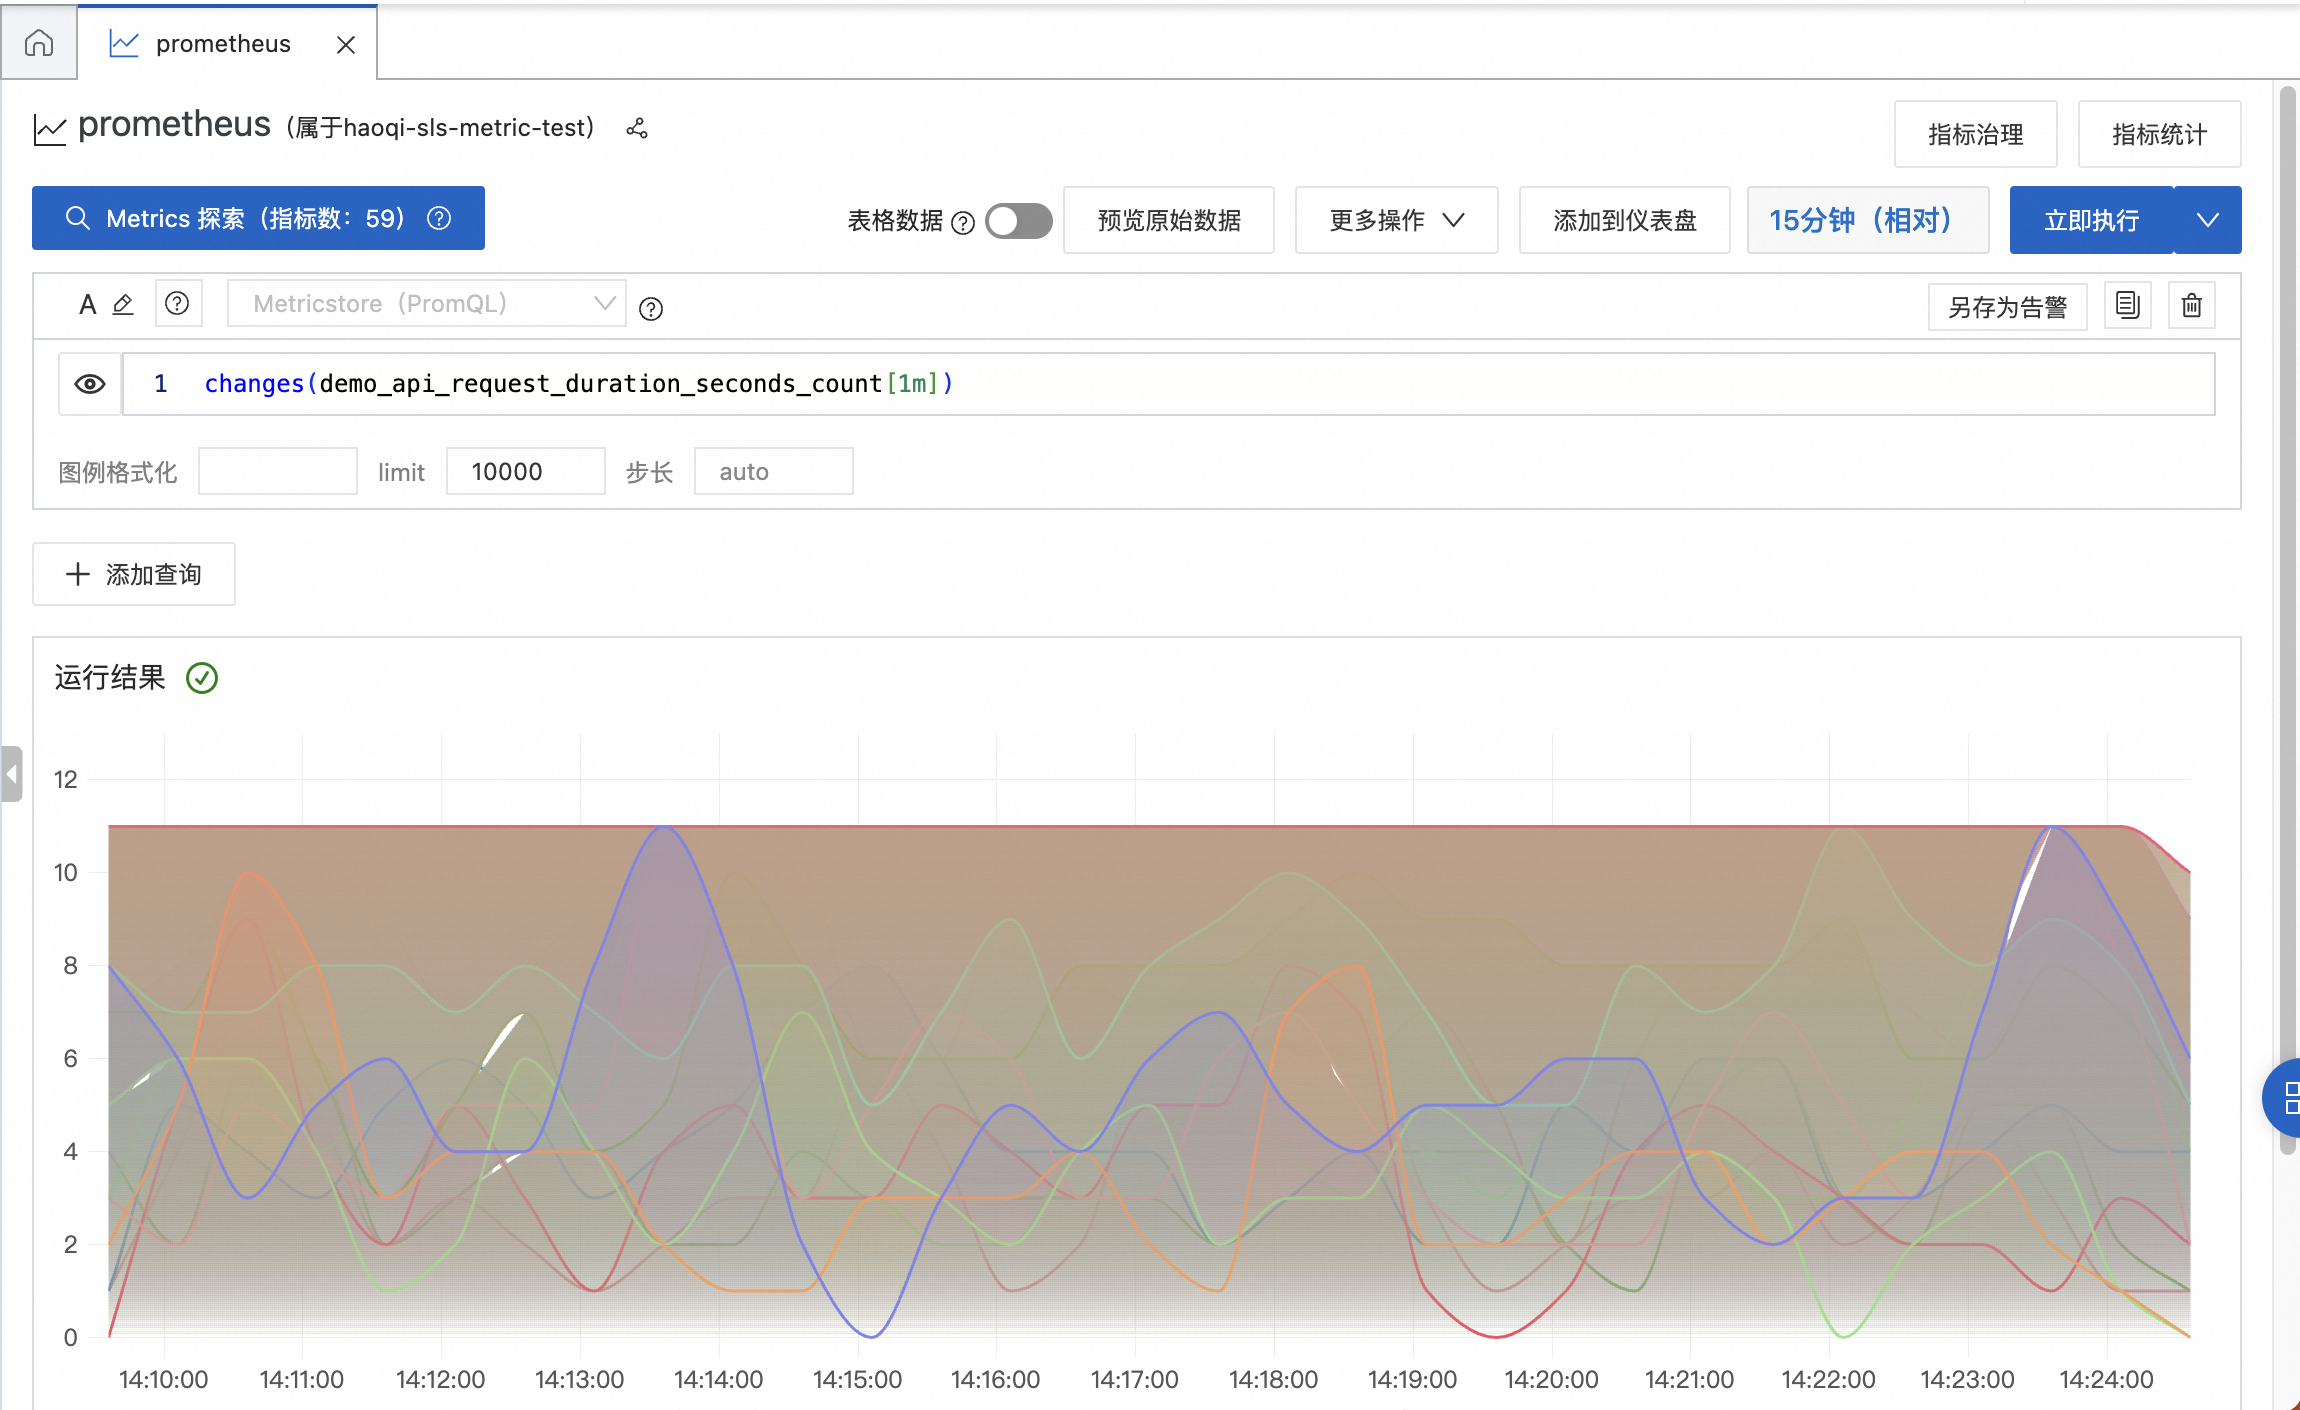 prometheus
prometheus（属于haoqi-sls-metric-test）
指标治理 指标统计
Metrics 探索（指标数：59） 表格数据 预览原始数据 更多操作 添加到仪表盘 15分钟（相对） 立即执行
A Metricstore（PromQL） 另存为告警
1 changes(demo_api_request_duration_seconds_count[1m])
图例格式化 limit 10000 步长 auto
添加查询
运行结果
12
10
8
6
4
2
0
14:10:00 14:11:00 14:12:00 14:13:00 14:14:00 14:15:00 14:16:00 14:17:00 14:18:00 14:19:00 14:20:00 14:21:00 14:22:00 14:23:00 14:24:00